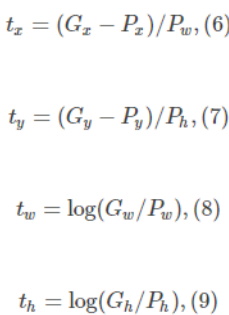 t_x = (G_x − P_x)/P_w, (6)
t_y = (G_y − P_y)/P_h, (7)
t_w = log(G_w/P_w), (8)
t_h = log(G_h/P_h), (9)